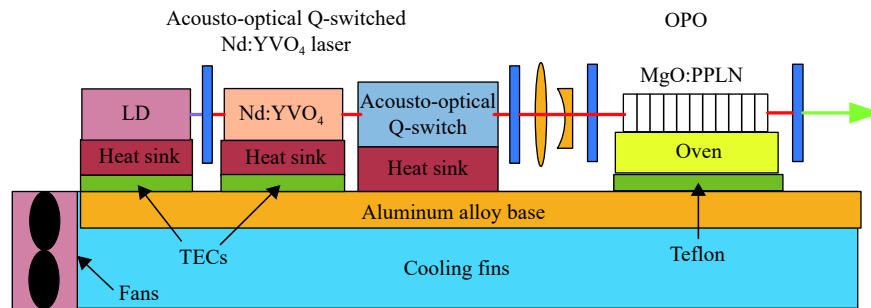 Acousto-optical Q-switched
Nd:YVO₄ laser
OPO
MgO:PPLN
LD
Nd:YVO₄
Acousto-optical
Q-switch
Heat sink
Heat sink
Heat sink
Oven
Aluminum alloy base
TECs
Teflon
Cooling fins
Fans